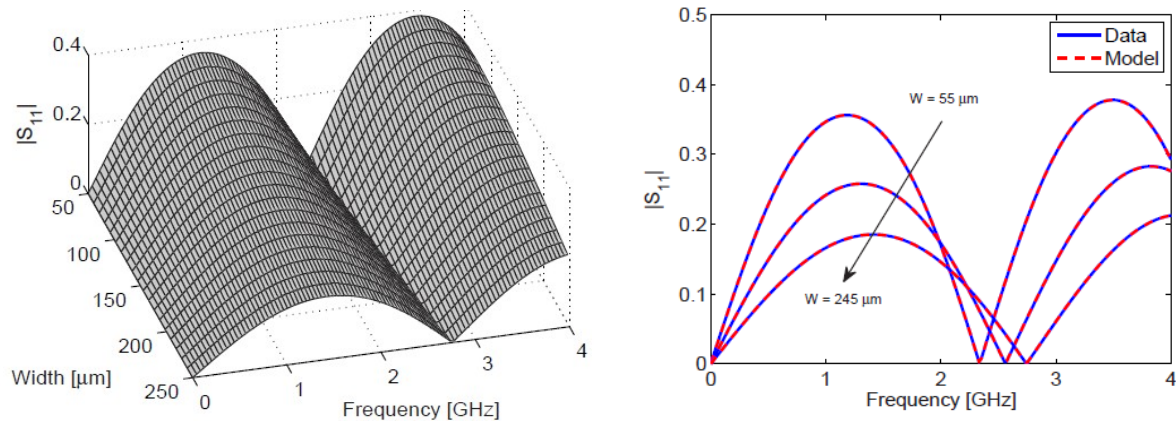 |S11|
0.4
0.2
0
50
100
150
200
250
Width [μm]
0
1
2
3
4
Frequency [GHz]
|S11|
0.5
0.4
0.3
0.2
0.1
0
0
1
2
3
4
Frequency [GHz]
Data
Model
W = 55 μm
W = 245 μm